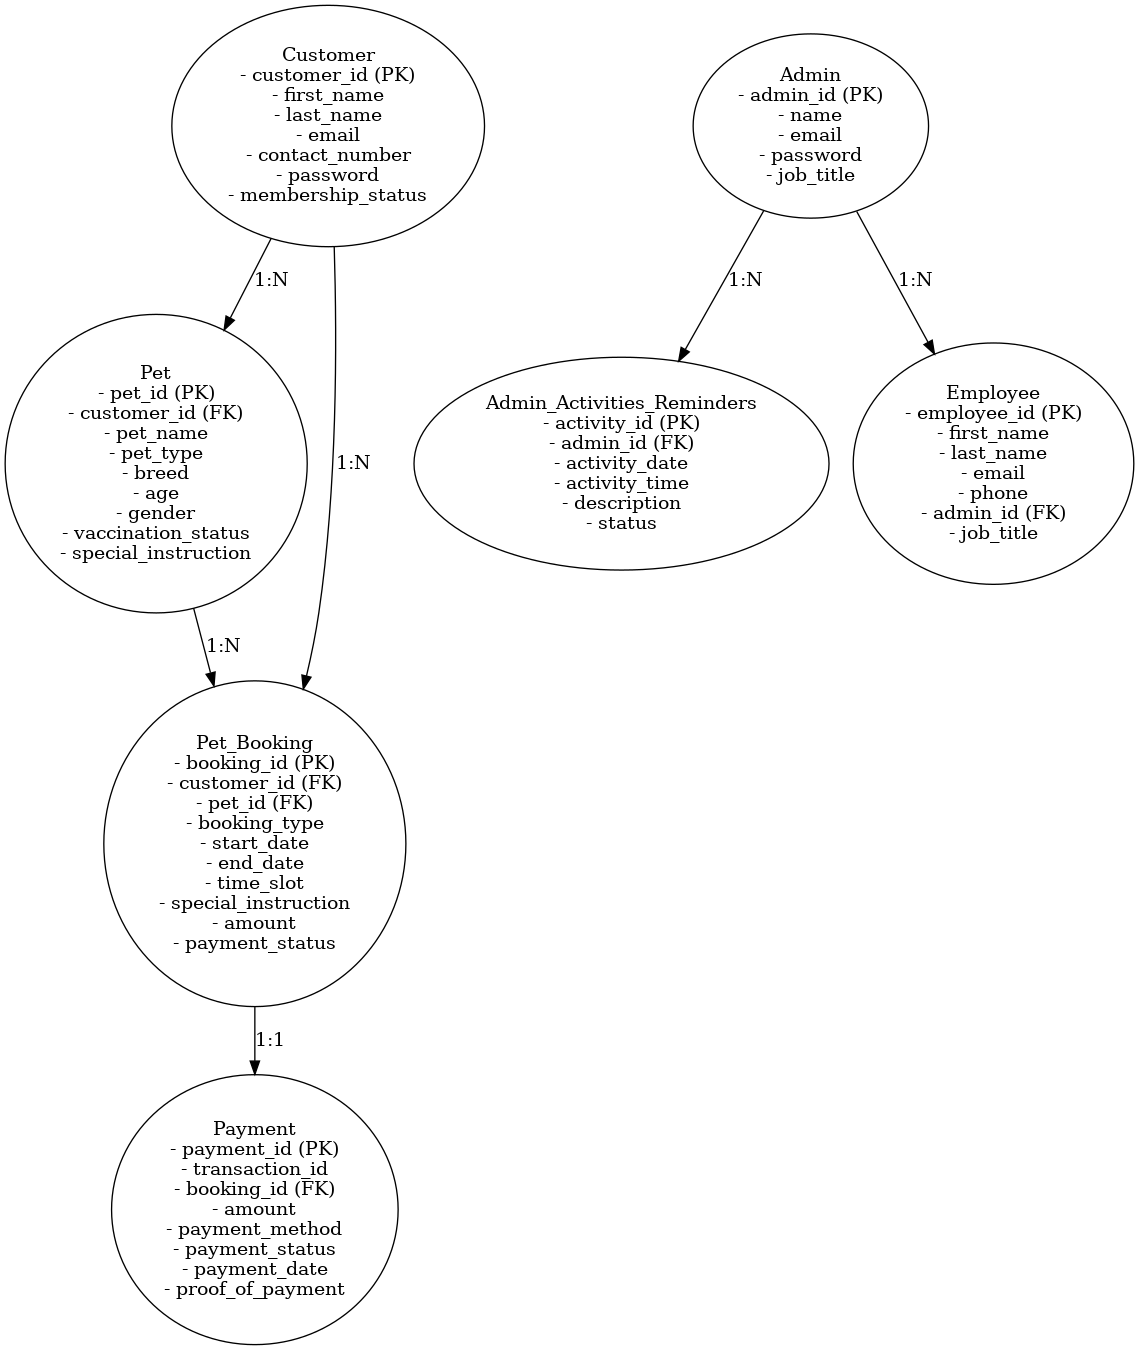 Customer
- customer_id (PK)
- first_name
- last_name
- email
- contact_number
- password
- membership_status
Admin
- admin_id (PK)
- name
- email
- password
- job_title
1:N
1:N
1:N
1:N
Pet
- pet_id (PK)
- customer_id (FK)
- pet_name
- pet_type
- breed
- age
- gender
- vaccination_status
- special_instruction
Admin_Activities_Reminders
- activity_id (PK)
- admin_id (FK)
- activity_date
- activity_time
- description
- status
Employee
- employee_id (PK)
- first_name
- last_name
- email
- phone
- admin_id (FK)
- job_title
1:N
Pet_Booking
- booking_id (PK)
- customer_id (FK)
- pet_id (FK)
- booking_type
- start_date
- end_date
- time_slot
- special_instruction
- amount
- payment_status
1:1
Payment
- payment_id (PK)
- transaction_id
- booking_id (FK)
- amount
- payment_method
- payment_status
- payment_date
- proof_of_payment